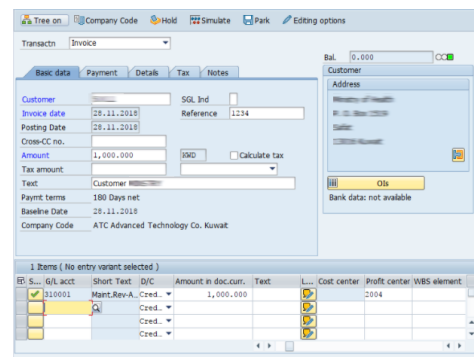 Tree on Company Code Hold Simulate Park Editing options
Transactn Invoice
Bal. 0.000
Basic data Payment Details Tax Notes
Customer
Address
Customer SGL Ind
Invoice date 28.11.2018 Reference 1234
Posting Date 28.11.2018
Cross-CC no.
Amount 1,000.000 KWD Calculate tax
Tax amount
Text Customer
OIs
Paymt terms 180 Days net
Bank data: not available
Baseline Date 28.11.2018
Company Code ATC Advanced Technology Co. Kuwait
1 Items ( No entry variant selected )
S... G/L acct Short Text D/C Amount in doc.curr. Text L... Cost center Profit center WBS element
310001 Maint.Rev-A.. Cred.. 1,000.000 2004
Cred..
Cred..
Cred..